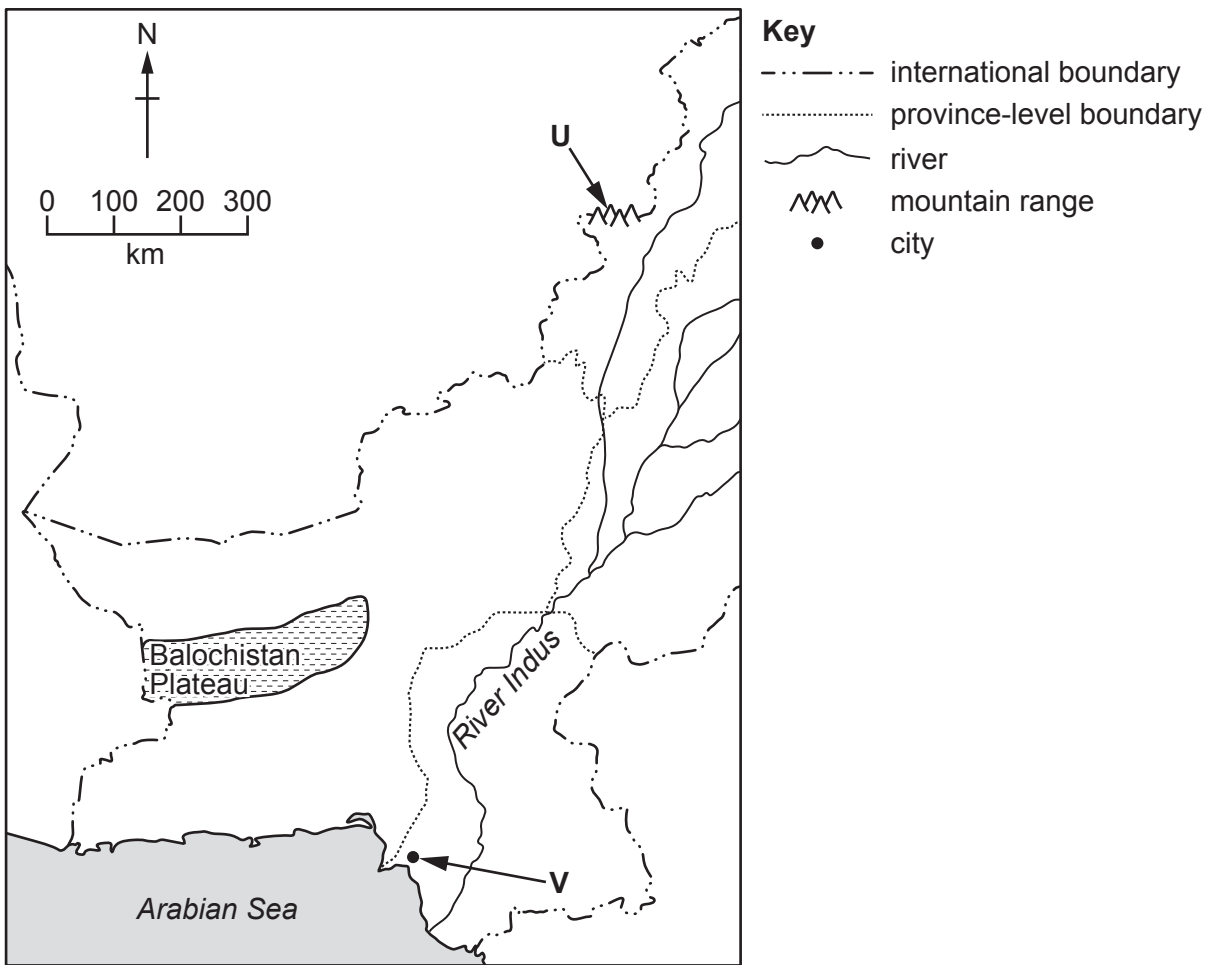 N
0 100 200 300
km
U
Balochistan
Plateau
River Indus
V
Arabian Sea
Key
international boundary
province-level boundary
river
mountain range
city